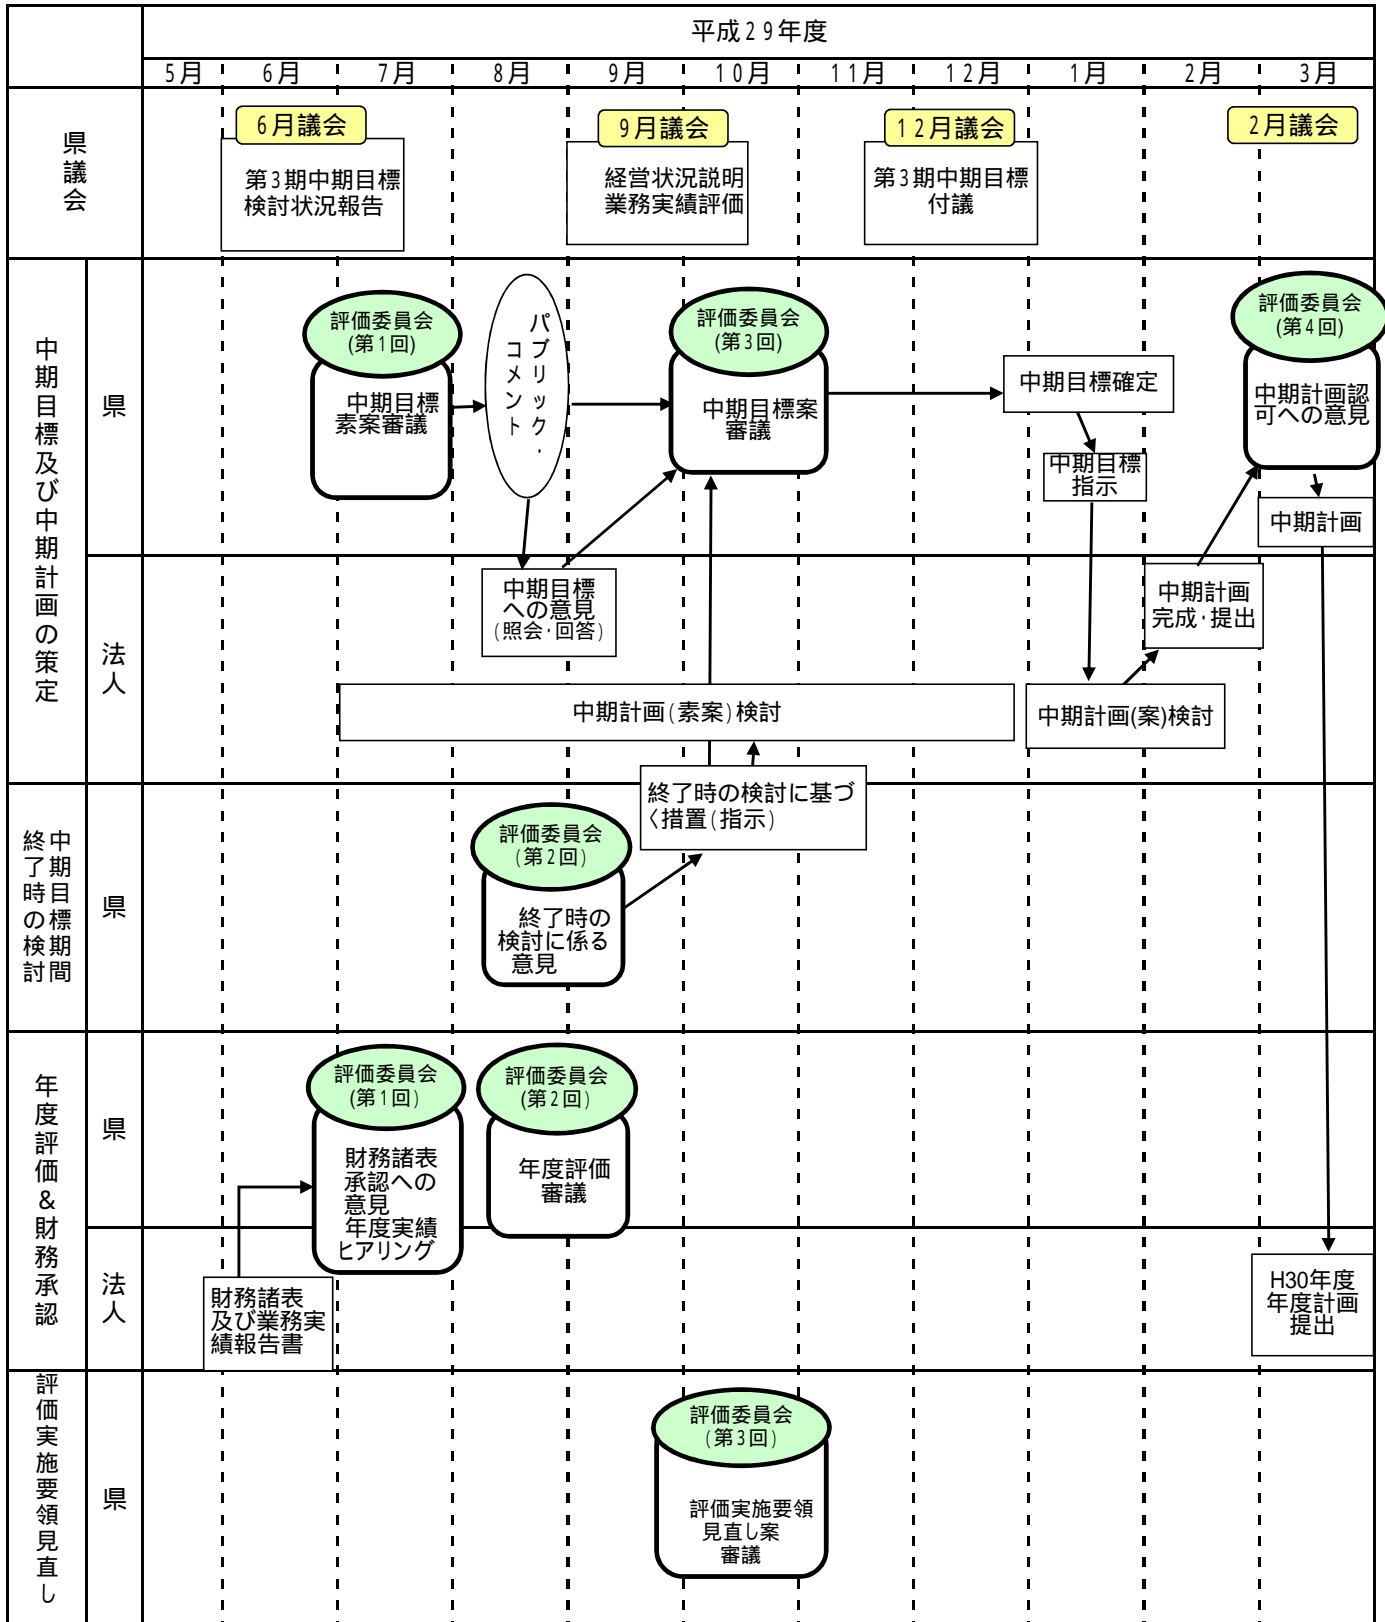 平成29年度
5月
6月
7月
8月
9月
10月
11月
12月
1月
2月
3月
県議会
6月議会
第3期中期目標
検討状況報告
9月議会
経営状況説明
業務実績評価
12月議会
第3期中期目標
付議
2月議会
中期目標及び中期計画の策定
県
評価委員会
(第1回)
中期目標
素案審議
パブリック・
コメント
評価委員会
(第3回)
中期目標案
審議
中期目標確定
中期目標
指示
評価委員会
(第4回)
中期計画認
可への意見
中期計画
法人
中期目標
への意見
(照会・回答)
中期計画
完成・提出
中期計画(素案)検討
中期計画(案)検討
中期目標期間
終了時の検討
県
終了時の検討に基づ
く措置(指示)
評価委員会
(第2回)
終了時の
検討に係る
意見
年度評価&財務承認
県
評価委員会
(第1回)
財務諸表
承認への
意見
年度実績
ヒアリング
評価委員会
(第2回)
年度評価
審議
法人
財務諸表
及び業務実
績報告書
H30年度
年度計画
提出
評価実施要領見直し
県
評価委員会
(第3回)
評価実施要領
見直し案
審議